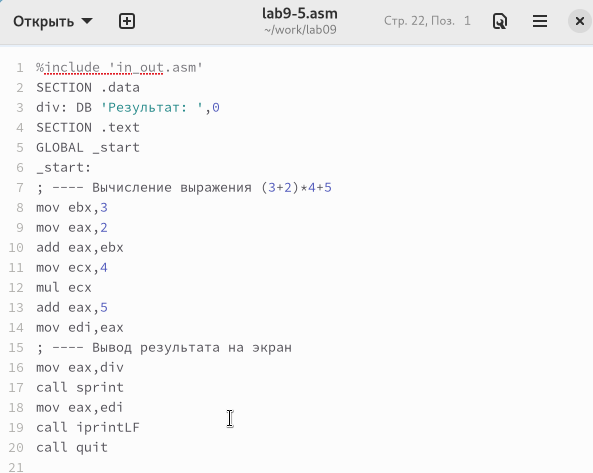 Открыть
lab9-5.asm
~/work/lab09
Стр. 22, Поз. 1
1 %include 'in_out.asm'
2 SECTION .data
3 div: DB 'Результат: ',0
4 SECTION .text
5 GLOBAL _start
6 _start:
7 ; ---- Вычисление выражения (3+2)*4+5
8 mov ebx,3
9 mov eax,2
10 add eax,ebx
11 mov ecx,4
12 mul ecx
13 add eax,5
14 mov edi,eax
15 ; ---- Вывод результата на экран
16 mov eax,div
17 call sprint
18 mov eax,edi
19 call iprintLF
20 call quit
21